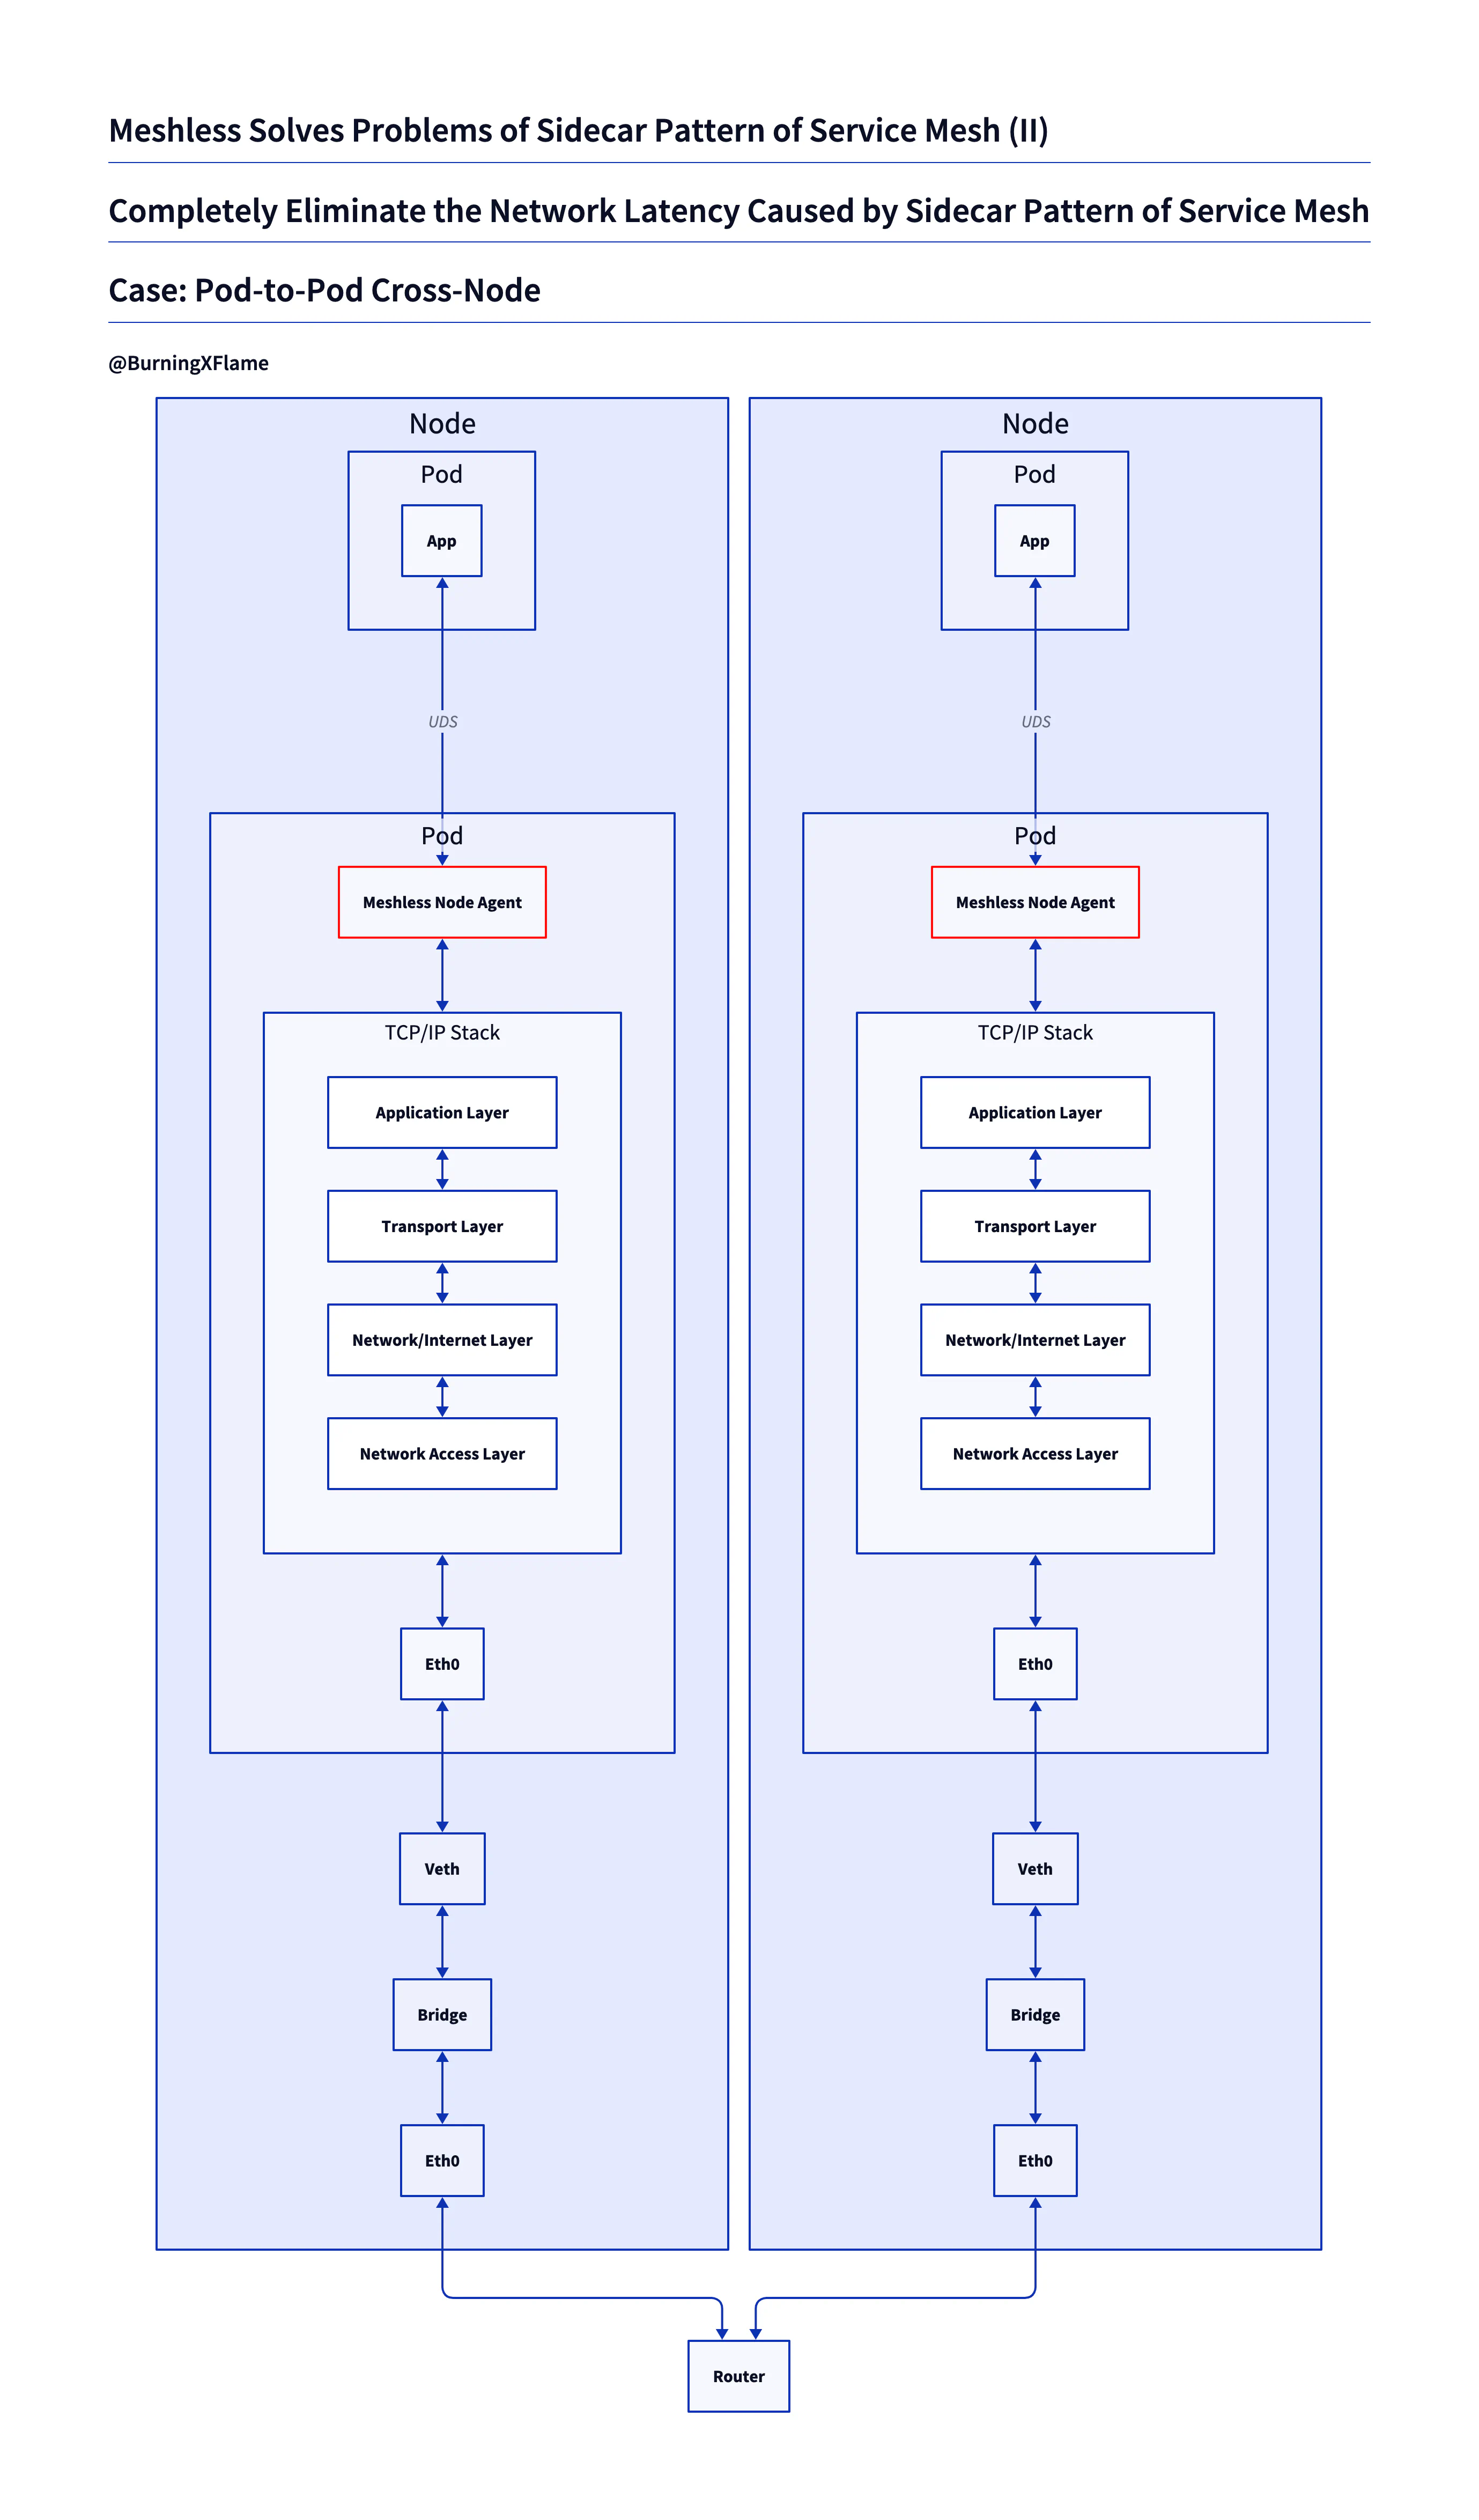 Meshless Solves Problems of Sidecar Pattern of Service Mesh (II)
Completely Eliminate the Network Latency Caused by Sidecar Pattern of Service Mesh
Case: Pod-to-Pod Cross-Node
@BurningXFlame
Node
Pod
App
UDS
Pod
Meshless Node Agent
TCP/IP Stack
Application Layer
Transport Layer
Network/Internet Layer
Network Access Layer
Eth0
Veth
Bridge
Eth0
Node
Pod
App
UDS
Pod
Meshless Node Agent
TCP/IP Stack
Application Layer
Transport Layer
Network/Internet Layer
Network Access Layer
Eth0
Veth
Bridge
Eth0
Router